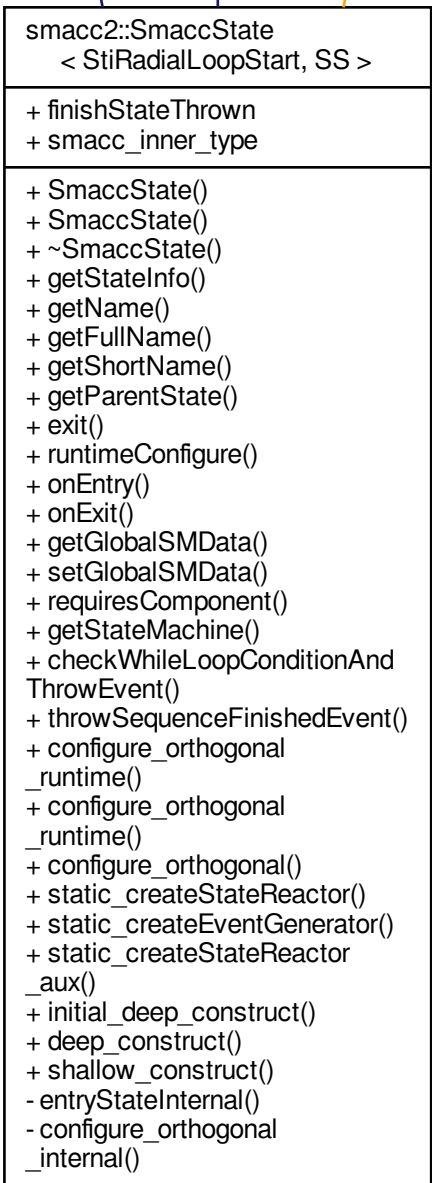 smacc2::SmaccState
< StiRadialLoopStart, SS >
+ finishStateThrown
+ smacc_inner_type
+ SmaccState()
+ SmaccState()
+ ~SmaccState()
+ getStateInfo()
+ getName()
+ getFullName()
+ getShortName()
+ getParentState()
+ exit()
+ runtimeConfigure()
+ onEntry()
+ onExit()
+ getGlobalSMData()
+ setGlobalSMData()
+ requiresComponent()
+ getStateMachine()
+ checkWhileLoopConditionAnd
ThrowEvent()
+ throwSequenceFinishedEvent()
+ configure_orthogonal
_runtime()
+ configure_orthogonal
_runtime()
+ configure_orthogonal()
+ static_createStateReactor()
+ static_createEventGenerator()
+ static_createStateReactor
_aux()
+ initial_deep_construct()
+ deep_construct()
+ shallow_construct()
- entryStateInternal()
- configure_orthogonal
_internal()